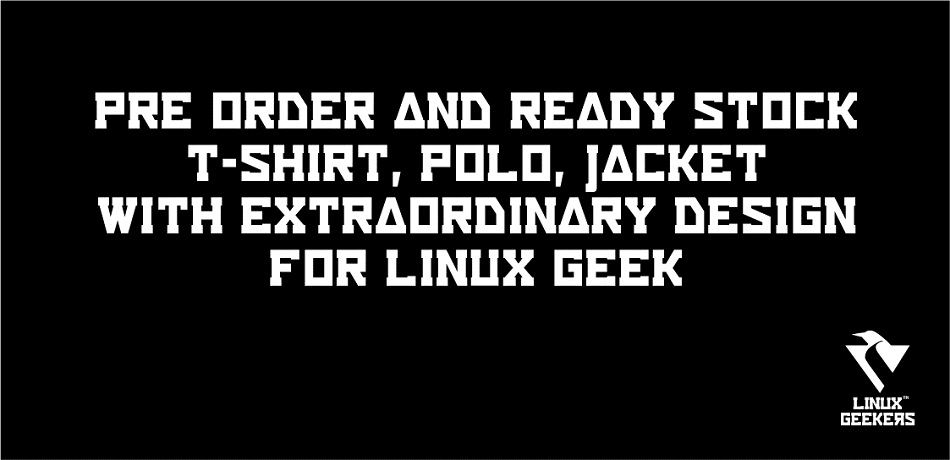 PRE ORDER AND READY STOCK
T-SHIRT, POLO, JACKET
WITH EXTRAORDINARY DESIGN
FOR LINUX GEEK
LINUX™
GEEKERS